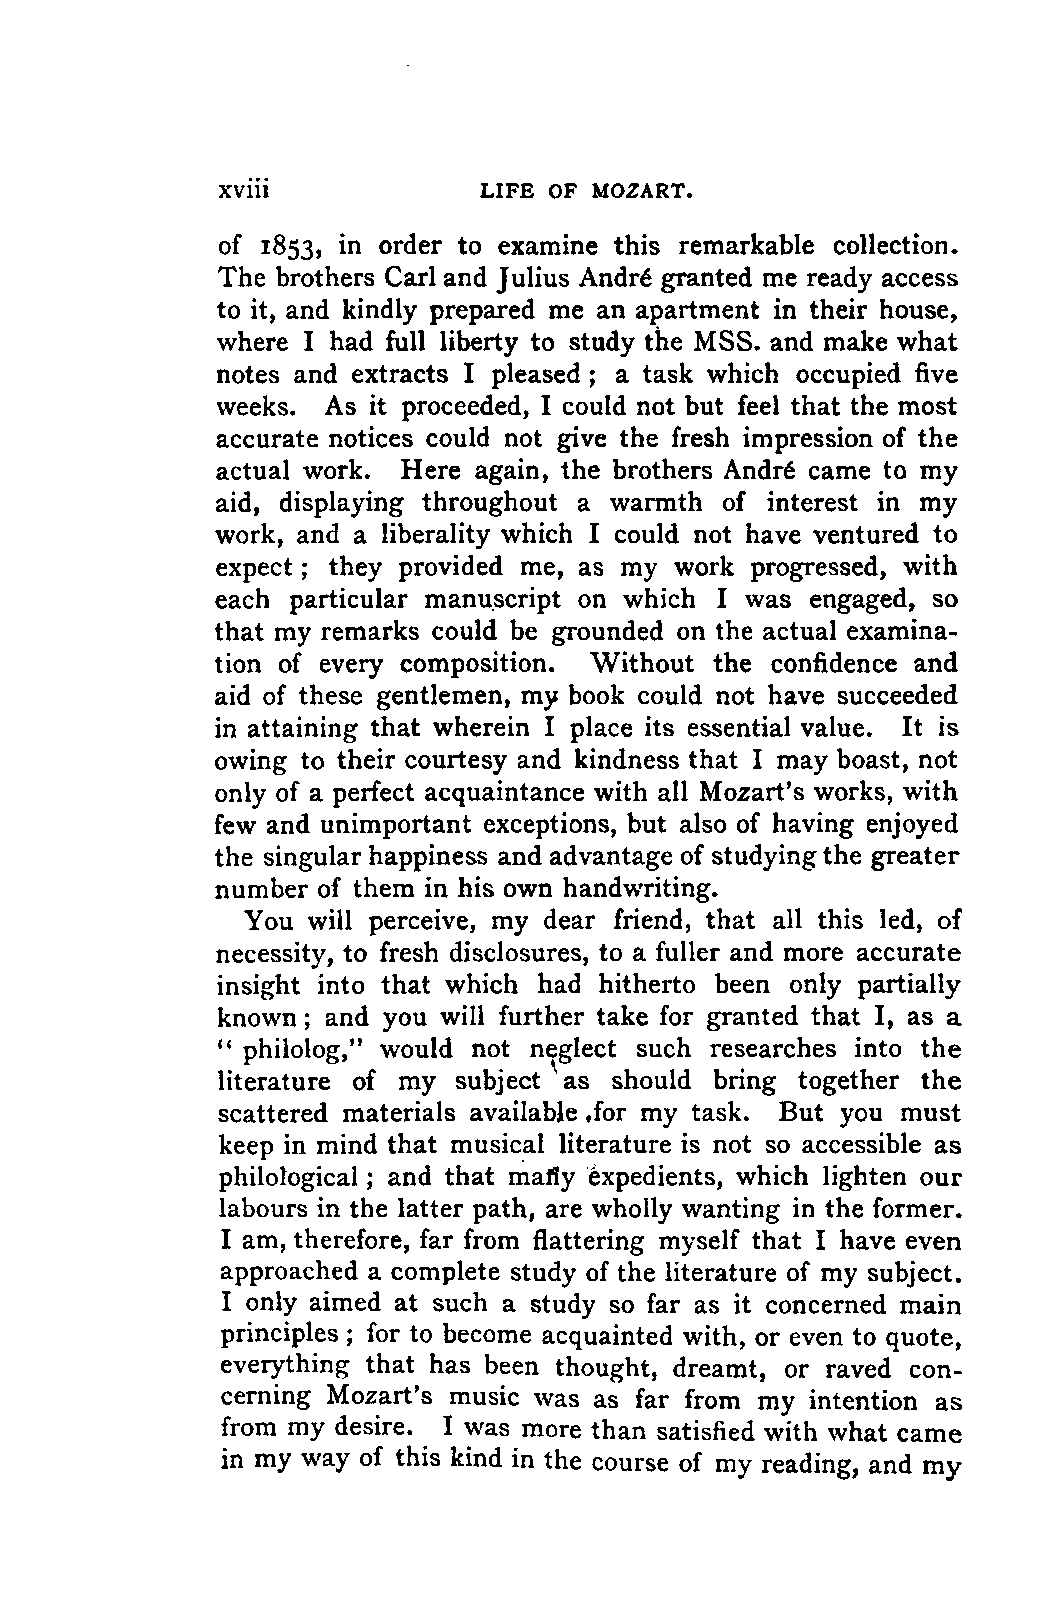 xviii LIFE OF MOZART.
of 1853, in order to examine this remarkable collection.
The brothers Carl and Julius André granted me ready access
to it, and kindly prepared me an apartment in their house,
where I had full liberty to study the MSS. and make what
notes and extracts I pleased ; a task which occupied five
weeks. As it proceeded, I could not but feel that the most
accurate notices could not give the fresh impression of the
actual work. Here again, the brothers André came to my
aid, displaying throughout a warmth of interest in my
work, and a liberality which I could not have ventured to
expect ; they provided me, as my work progressed, with
each particular manuscript on which I was engaged, so
that my remarks could be grounded on the actual examina-
tion of every composition. Without the confidence and
aid of these gentlemen, my book could not have succeeded
in attaining that wherein I place its essential value. It is
owing to their courtesy and kindness that I may boast, not
only of a perfect acquaintance with all Mozart's works, with
few and unimportant exceptions, but also of having enjoyed
the singular happiness and advantage of studying the greater
number of them in his own handwriting.
You will perceive, my dear friend, that all this led, of
necessity, to fresh disclosures, to a fuller and more accurate
insight into that which had hitherto been only partially
known ; and you will further take for granted that I, as a
" philolog," would not neglect such researches into the
literature of my subject as should bring together the
scattered materials available for my task. But you must
keep in mind that musical literature is not so accessible as
philological ; and that many expedients, which lighten our
labours in the latter path, are wholly wanting in the former.
I am, therefore, far from flattering myself that I have even
approached a complete study of the literature of my subject.
I only aimed at such a study so far as it concerned main
principles ; for to become acquainted with, or even to quote,
everything that has been thought, dreamt, or raved con-
cerning Mozart's music was as far from my intention as
from my desire. I was more than satisfied with what came
in my way of this kind in the course of my reading, and my